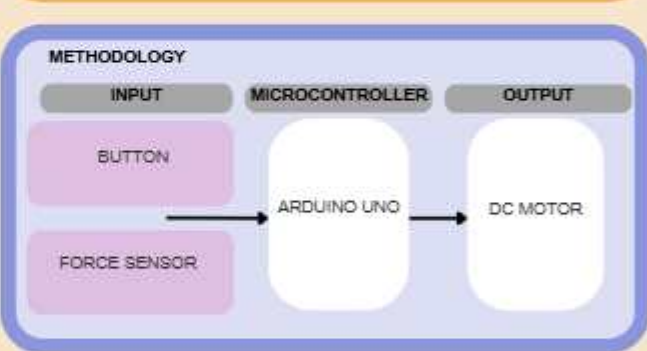 METHODOLOGY
INPUT
MICROCONTROLLER
OUTPUT
BUTTON
ARDUINO UNO
DC MOTOR
FORCE SENSOR